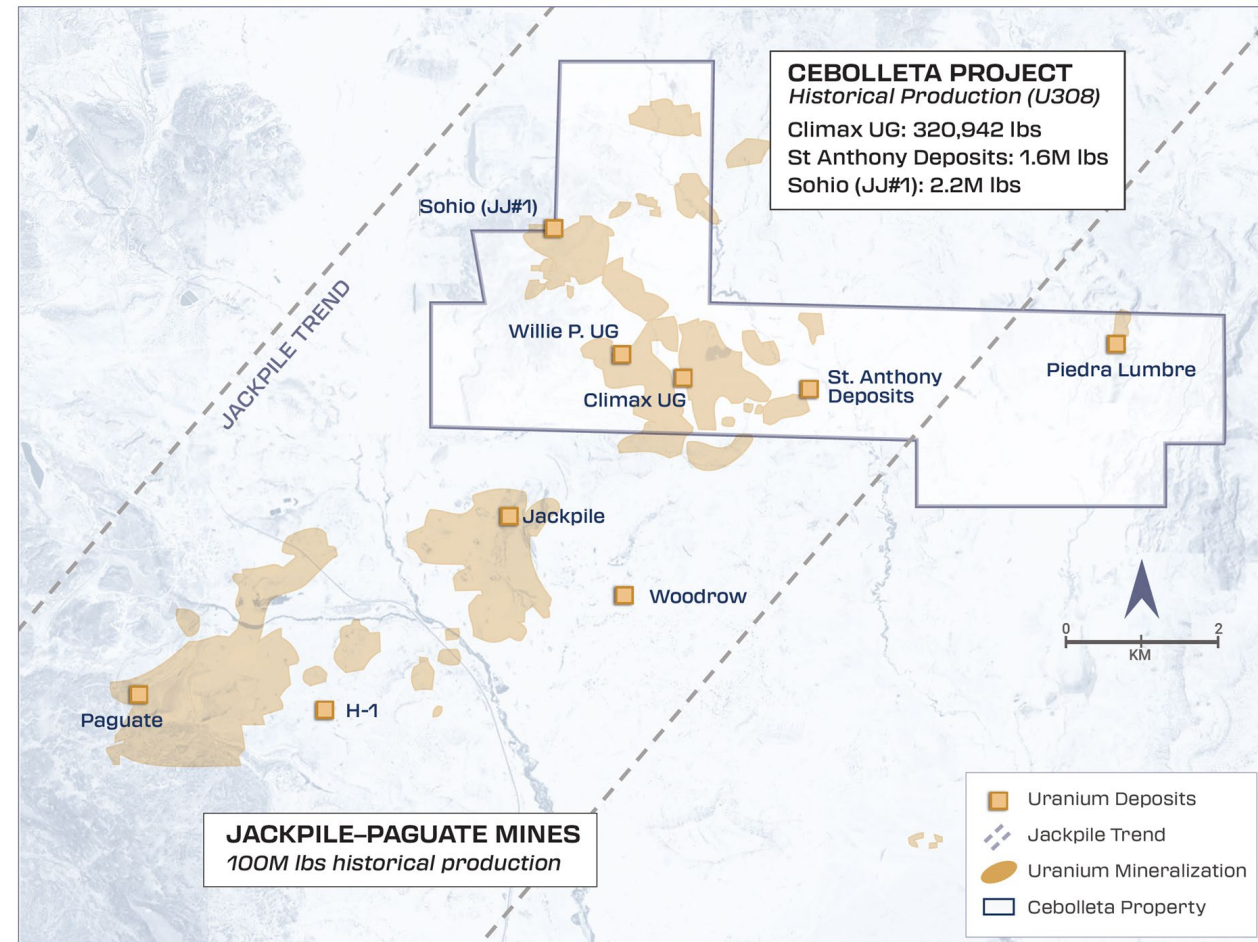 CEBOLLETA PROJECT
Historical Production (U308)
Climax UG: 320,942 lbs
St Anthony Deposits: 1.6M lbs
Sohio (JJ#1): 2.2M lbs
Sohio (JJ#1)
JACKPILE TREND
Willie P. UG
Climax UG
St. Anthony
Deposits
Piedra Lumbre
Jackpile
Woodrow
Paguate
H-1
0
2
KM
JACKPILE–PAGUATE MINES
100M lbs historical production
Uranium Deposits
Jackpile Trend
Uranium Mineralization
Cebolleta Property